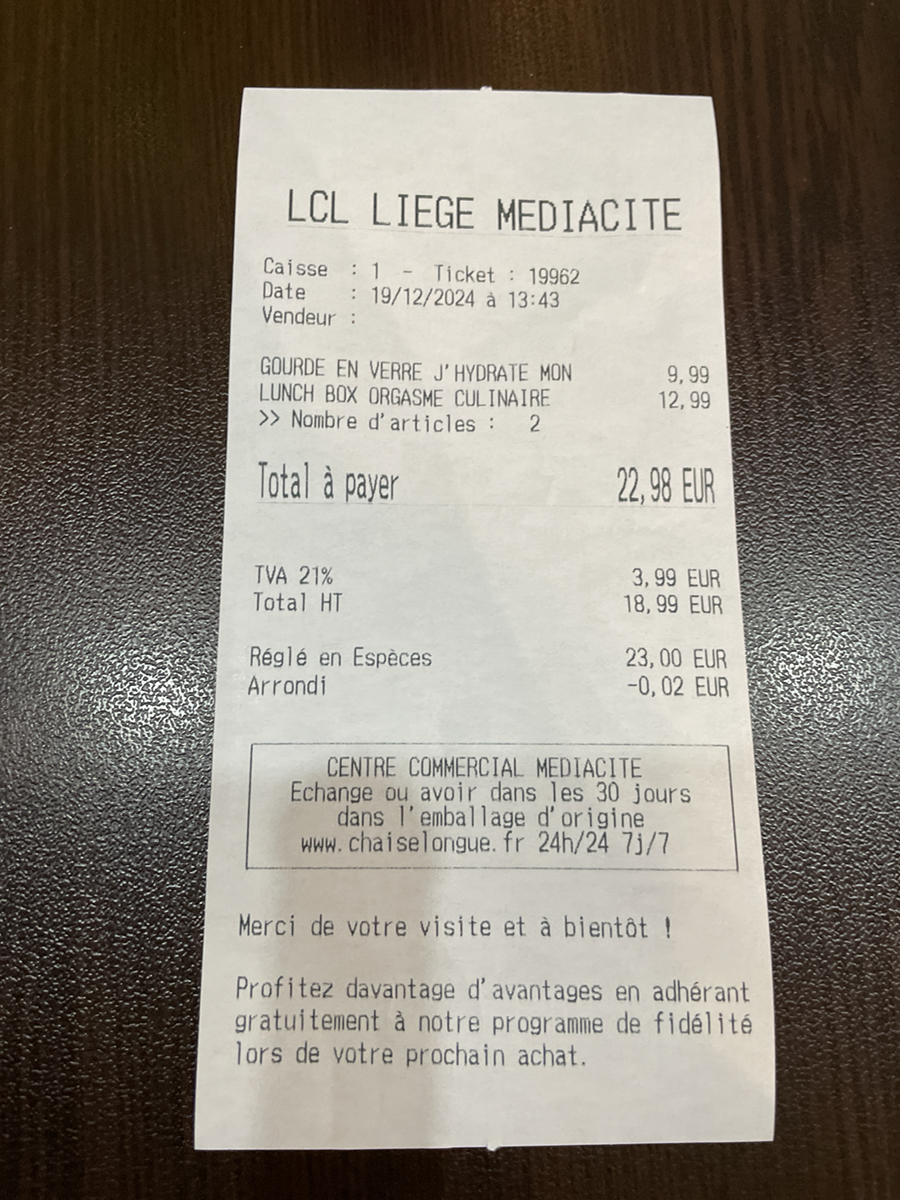 LCL LIEGE MEDIACITE
Caisse : 1 - Ticket : 19962
Date : 19/12/2024 à 13:43
Vendeur :
GOURDE EN VERRE J'HYDRATE MON 9,99
LUNCH BOX ORGASME CULINAIRE 12,99
>> Nombre d'articles : 2
Total à payer 22,98 EUR
TVA 21% 3,99 EUR
Total HT 18,99 EUR
Réglé en Espèces 23,00 EUR
Arrondi -0,02 EUR
CENTRE COMMERCIAL MEDIACITE
Echange ou avoir dans les 30 jours
dans l'emballage d'origine
www.chaiselongue.fr 24h/24 7j/7
Merci de votre visite et à bientôt !
Profitez davantage d'avantages en adhérant
gratuitement à notre programme de fidélité
lors de votre prochain achat.